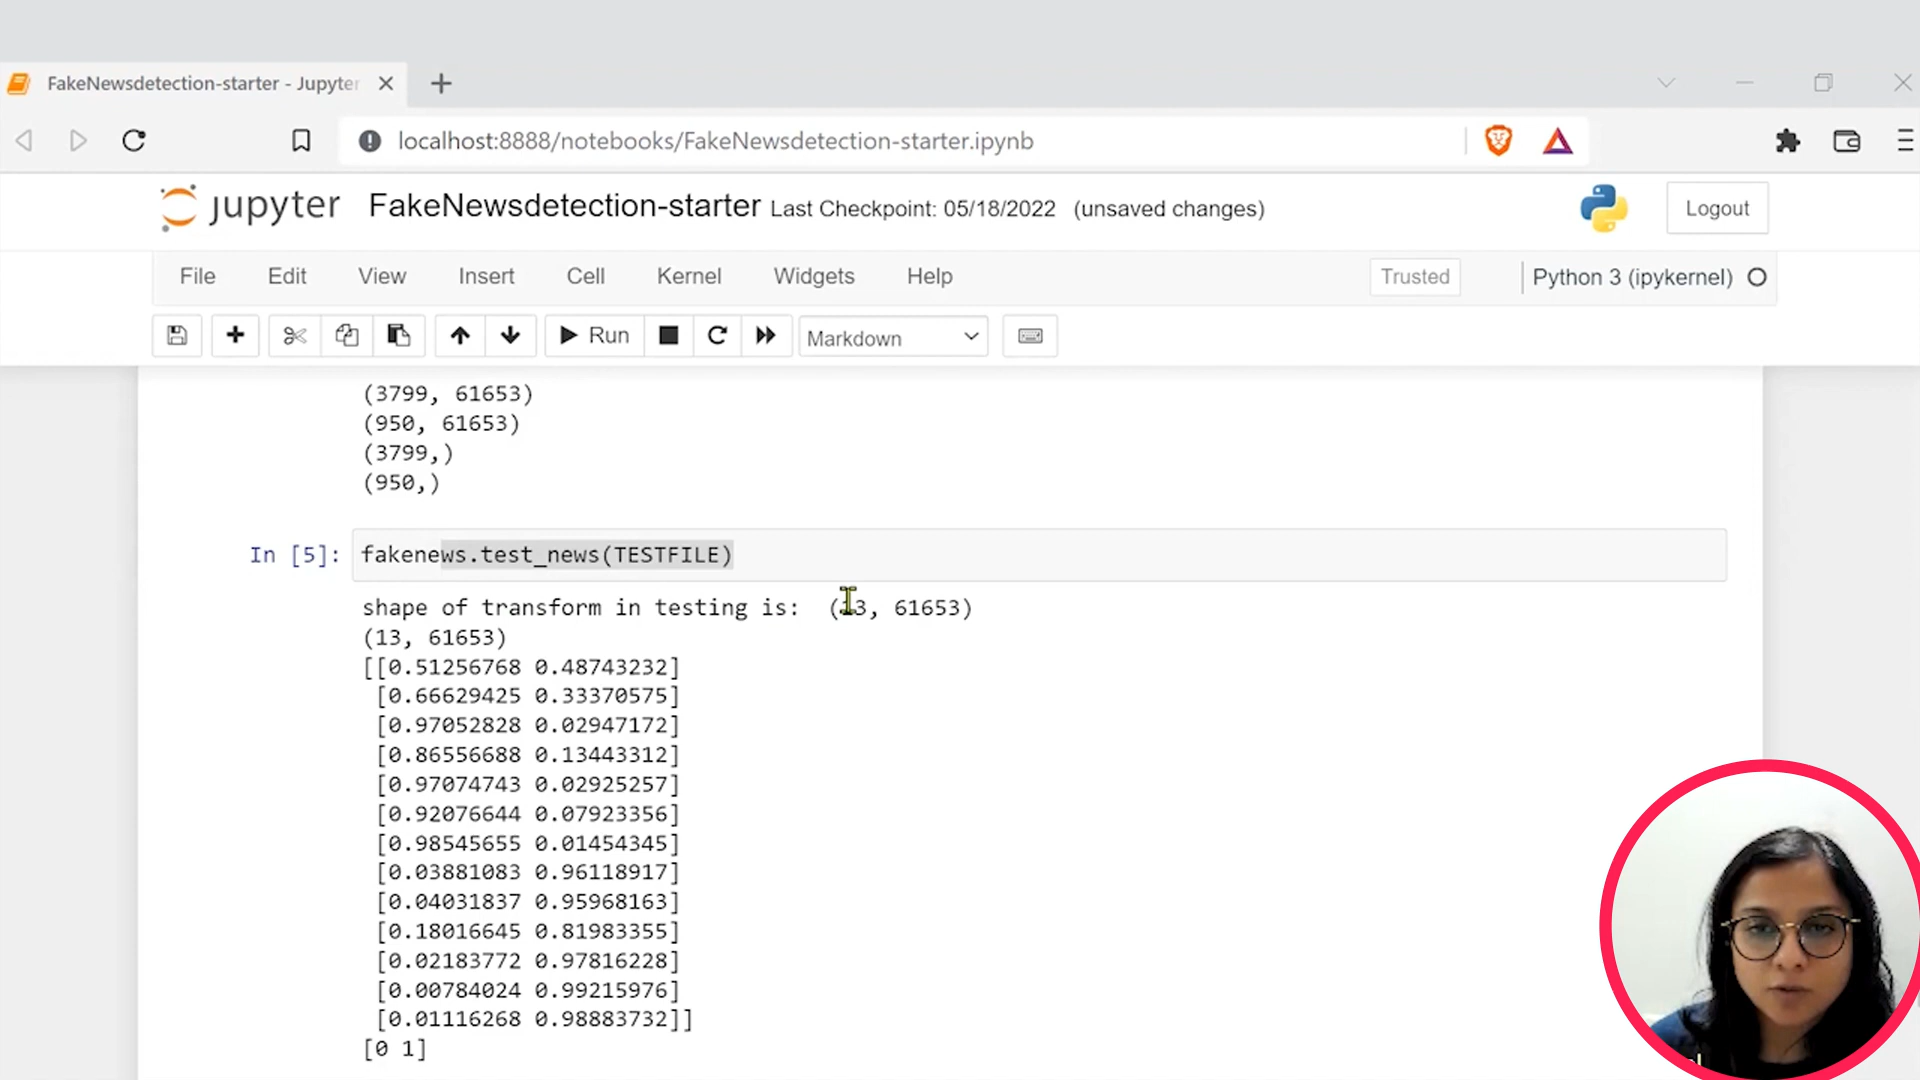 FakeNewsdetection-starter - Jupyter
localhost:8888/notebooks/FakeNewsdetection-starter.ipynb
jupyter FakeNewsdetection-starter Last Checkpoint: 05/18/2022 (unsaved changes)
Logout
File Edit View Insert Cell Kernel Widgets Help
Trusted
Python 3 (ipykernel)
Run
Markdown
(3799, 61653)
(950, 61653)
(3799,)
(950,)
In [5]: fakenews.test_news(TESTFILE)
shape of transform in testing is: (13, 61653)
(13, 61653)
[[0.51256768 0.48743232]
[0.66629425 0.33370575]
[0.97052828 0.02947172]
[0.86556688 0.13443312]
[0.97074743 0.02925257]
[0.92076644 0.07923356]
[0.98545655 0.01454345]
[0.03881083 0.96118917]
[0.04031837 0.95968163]
[0.18016645 0.81983355]
[0.02183772 0.97816228]
[0.00784024 0.99215976]
[0.01116268 0.98883732]]
[0 1]